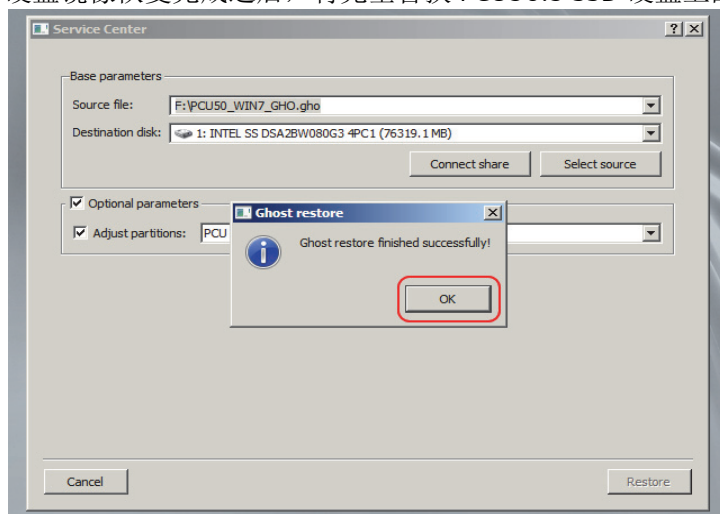 Service Center
Base parameters
Source file: F:\PCU50_WIN7_GHO.gho
Destination disk: 1: INTEL SS DSA2BW080G3 4PC1 (76319.1 MB)
Connect share Select source
Optional parameters
Adjust partitions: PCU
Ghost restore
Ghost restore finished successfully!
OK
Cancel Restore